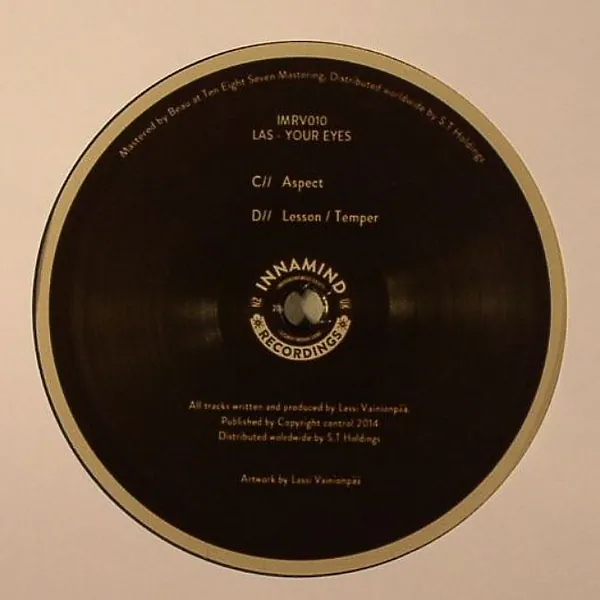 Mastered by Beau at Ten Eight Seven Mastering, Distributed worldwide by S.T Holdings
IMRV010
LAS - YOUR EYES
C// Aspect
D// Lesson / Temper
INNAMIND
NZ
UK
RECORDINGS
All tracks written and produced by Lassi Vainionpää.
Published by Copyright control 2014
Distributed woledwide by S.T Holdings
Artwork by Lassi Vainionpää